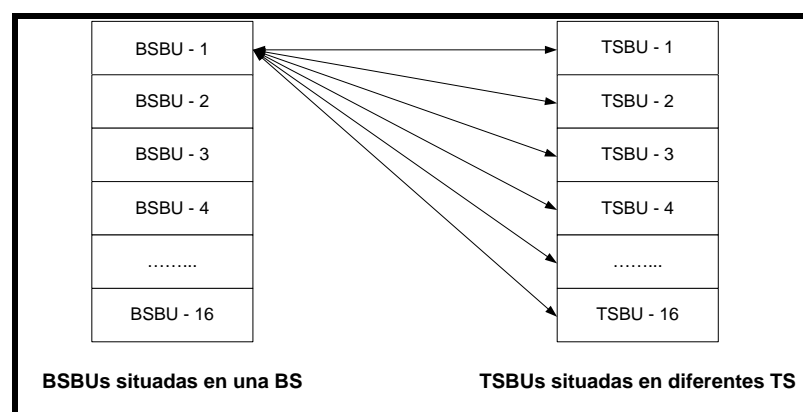 BSBU - 1
BSBU - 2
BSBU - 3
BSBU - 4
……...
BSBU - 16
TSBU - 1
TSBU - 2
TSBU - 3
TSBU - 4
……...
TSBU - 16
BSBUs situadas en una BS
TSBUs situadas en diferentes TS